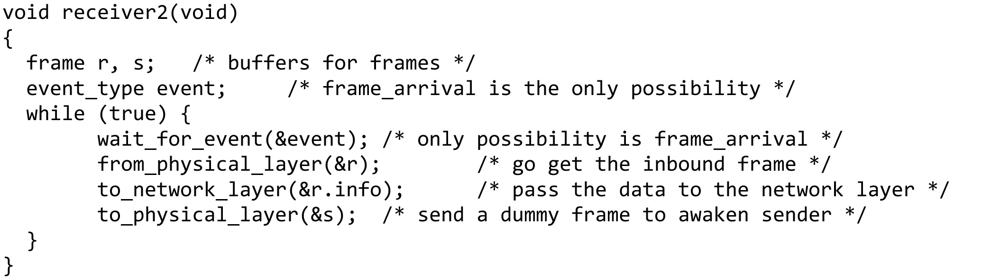 void receiver2(void)
{
  frame r, s;   /* buffers for frames */
  event_type event;     /* frame_arrival is the only possibility */
  while (true) {
        wait_for_event(&event); /* only possibility is frame_arrival */
        from_physical_layer(&r);        /* go get the inbound frame */
        to_network_layer(&r.info);      /* pass the data to the network layer */
        to_physical_layer(&s);  /* send a dummy frame to awaken sender */
  }
}